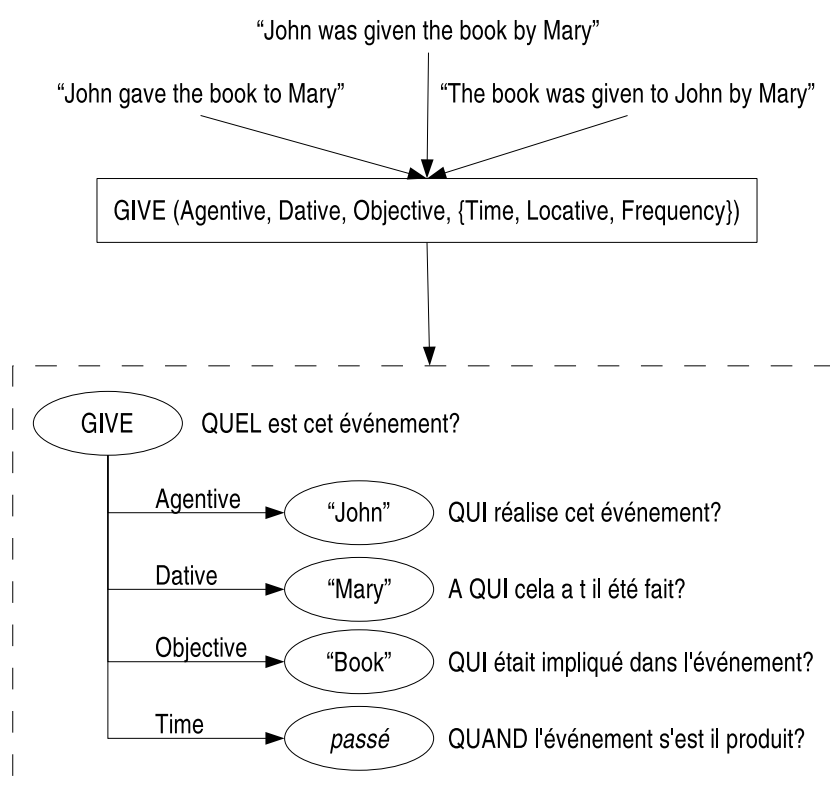 “John was given the book by Mary”
“John gave the book to Mary”
“The book was given to John by Mary”
GIVE (Agentive, Dative, Objective, {Time, Locative, Frequency})
GIVE
QUEL est cet événement?
Agentive
“John”
QUI réalise cet événement?
Dative
“Mary”
A QUI cela a t il été fait?
Objective
“Book”
QUI était impliqué dans l'événement?
Time
passé
QUAND l'événement s'est il produit?